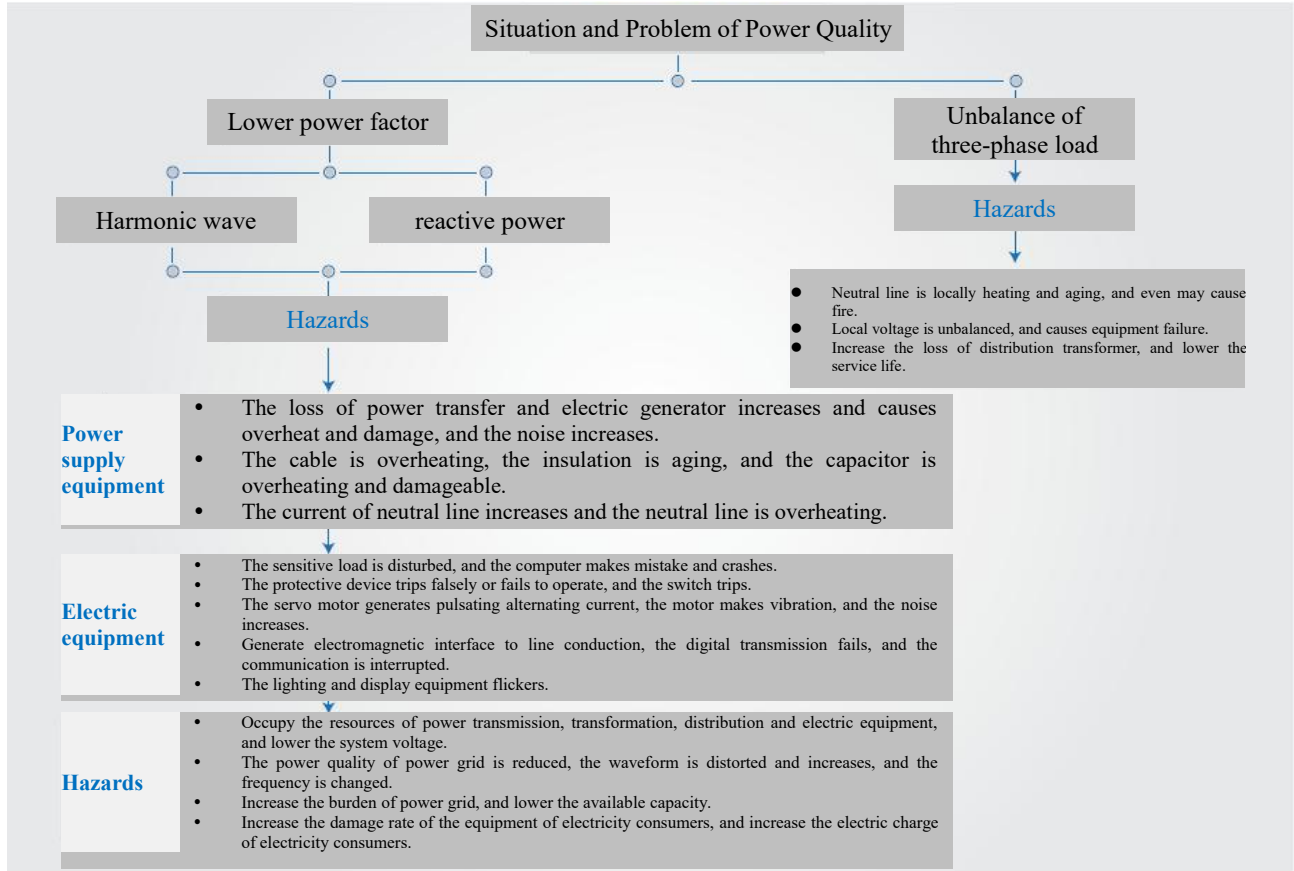 Situation and Problem of Power Quality
Lower power factor
Unbalance of
three-phase load
Harmonic wave
reactive power
Hazards
Hazards
● Neutral line is locally heating and aging, and even may cause
fire.
● Local voltage is unbalanced, and causes equipment failure.
● Increase the loss of distribution transformer, and lower the
service life.
Power
supply
equipment
• The loss of power transfer and electric generator increases and causes
overheat and damage, and the noise increases.
• The cable is overheating, the insulation is aging, and the capacitor is
overheating and damageable.
• The current of neutral line increases and the neutral line is overheating.
Electric
equipment
• The sensitive load is disturbed, and the computer makes mistake and crashes.
• The protective device trips falsely or fails to operate, and the switch trips.
• The servo motor generates pulsating alternating current, the motor makes vibration, and the noise
increases.
• Generate electromagnetic interface to line conduction, the digital transmission fails, and the
communication is interrupted.
• The lighting and display equipment flickers.
Hazards
• Occupy the resources of power transmission, transformation, distribution and electric equipment,
and lower the system voltage.
• The power quality of power grid is reduced, the waveform is distorted and increases, and the
frequency is changed.
• Increase the burden of power grid, and lower the available capacity.
• Increase the damage rate of the equipment of electricity consumers, and increase the electric charge
of electricity consumers.